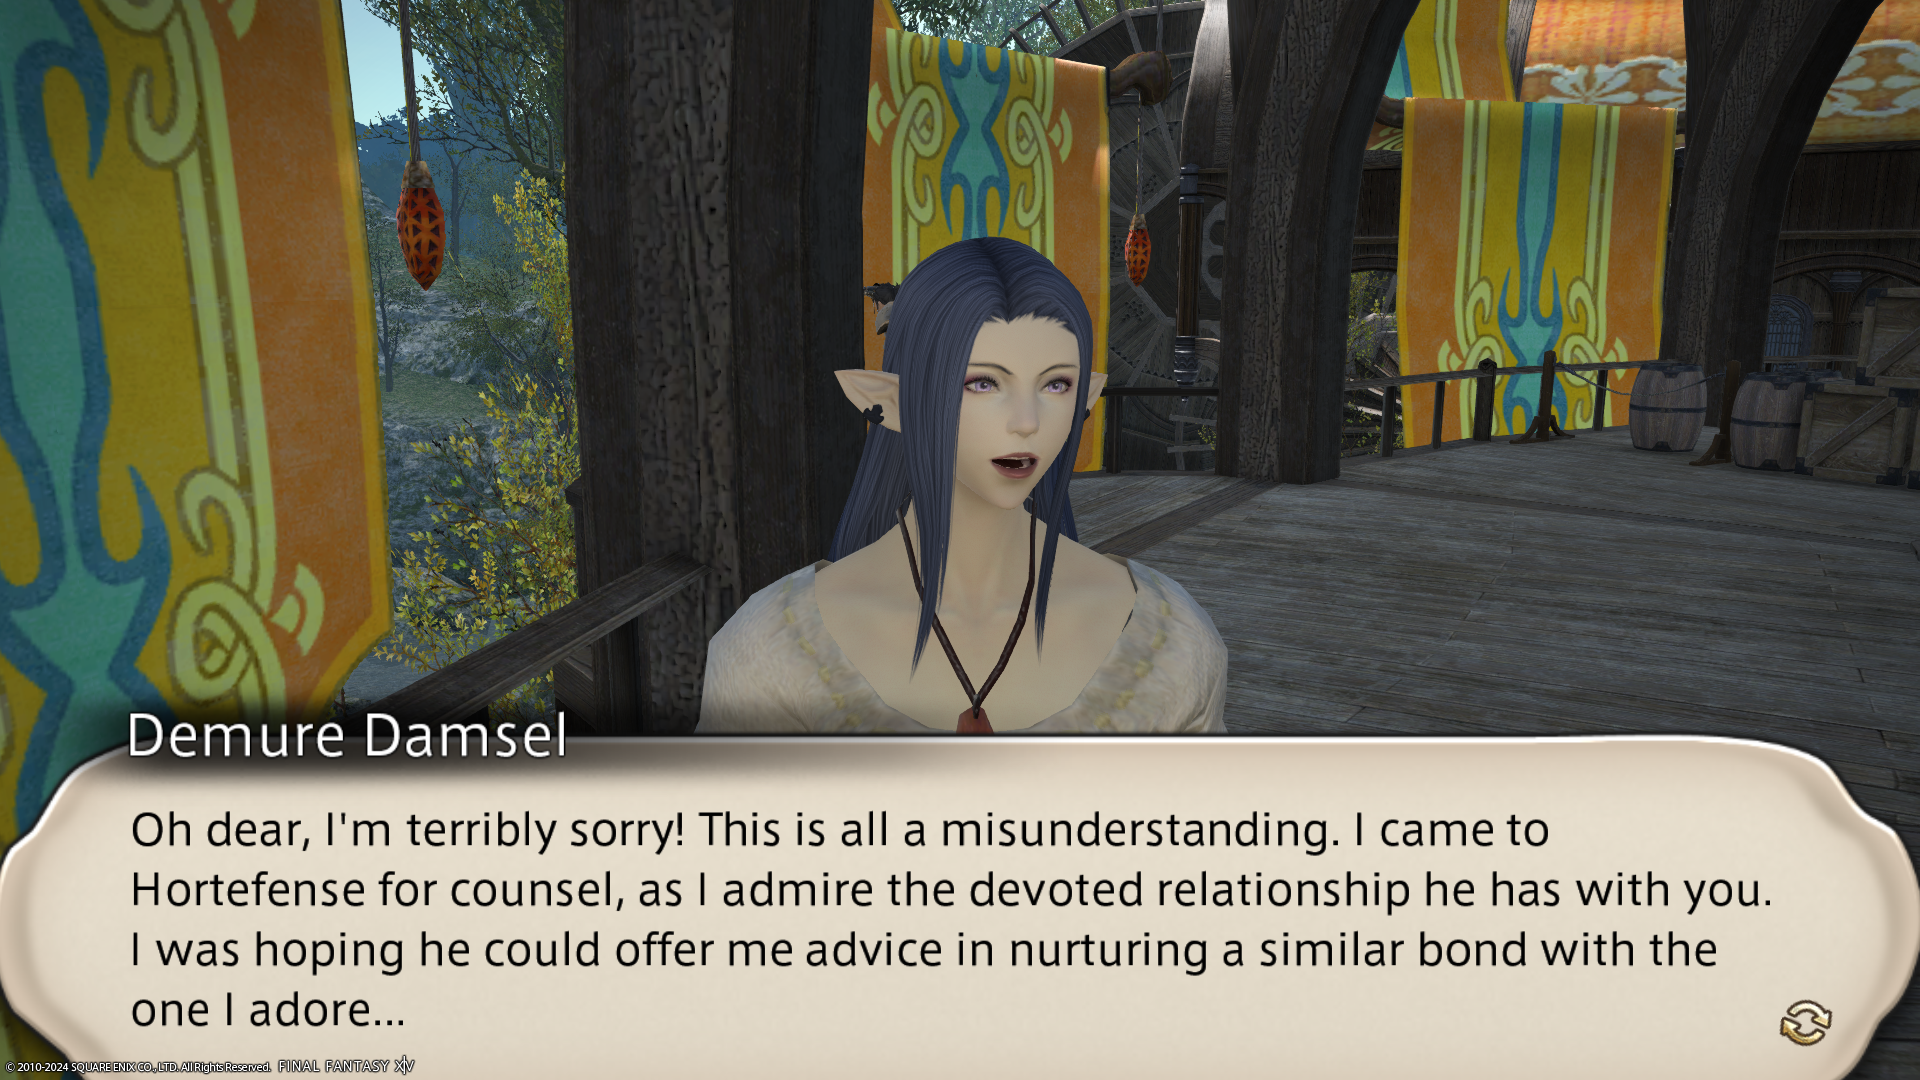 Demure Damsel
Oh dear, I'm terribly sorry! This is all a misunderstanding. I came to
Hortefense for counsel, as I admire the devoted relationship he has with you.
I was hoping he could offer me advice in nurturing a similar bond with the
one I adore...
© 2010-2024 SQUARE ENIX CO., LTD. All Rights Reserved. FINAL FANTASY XIV